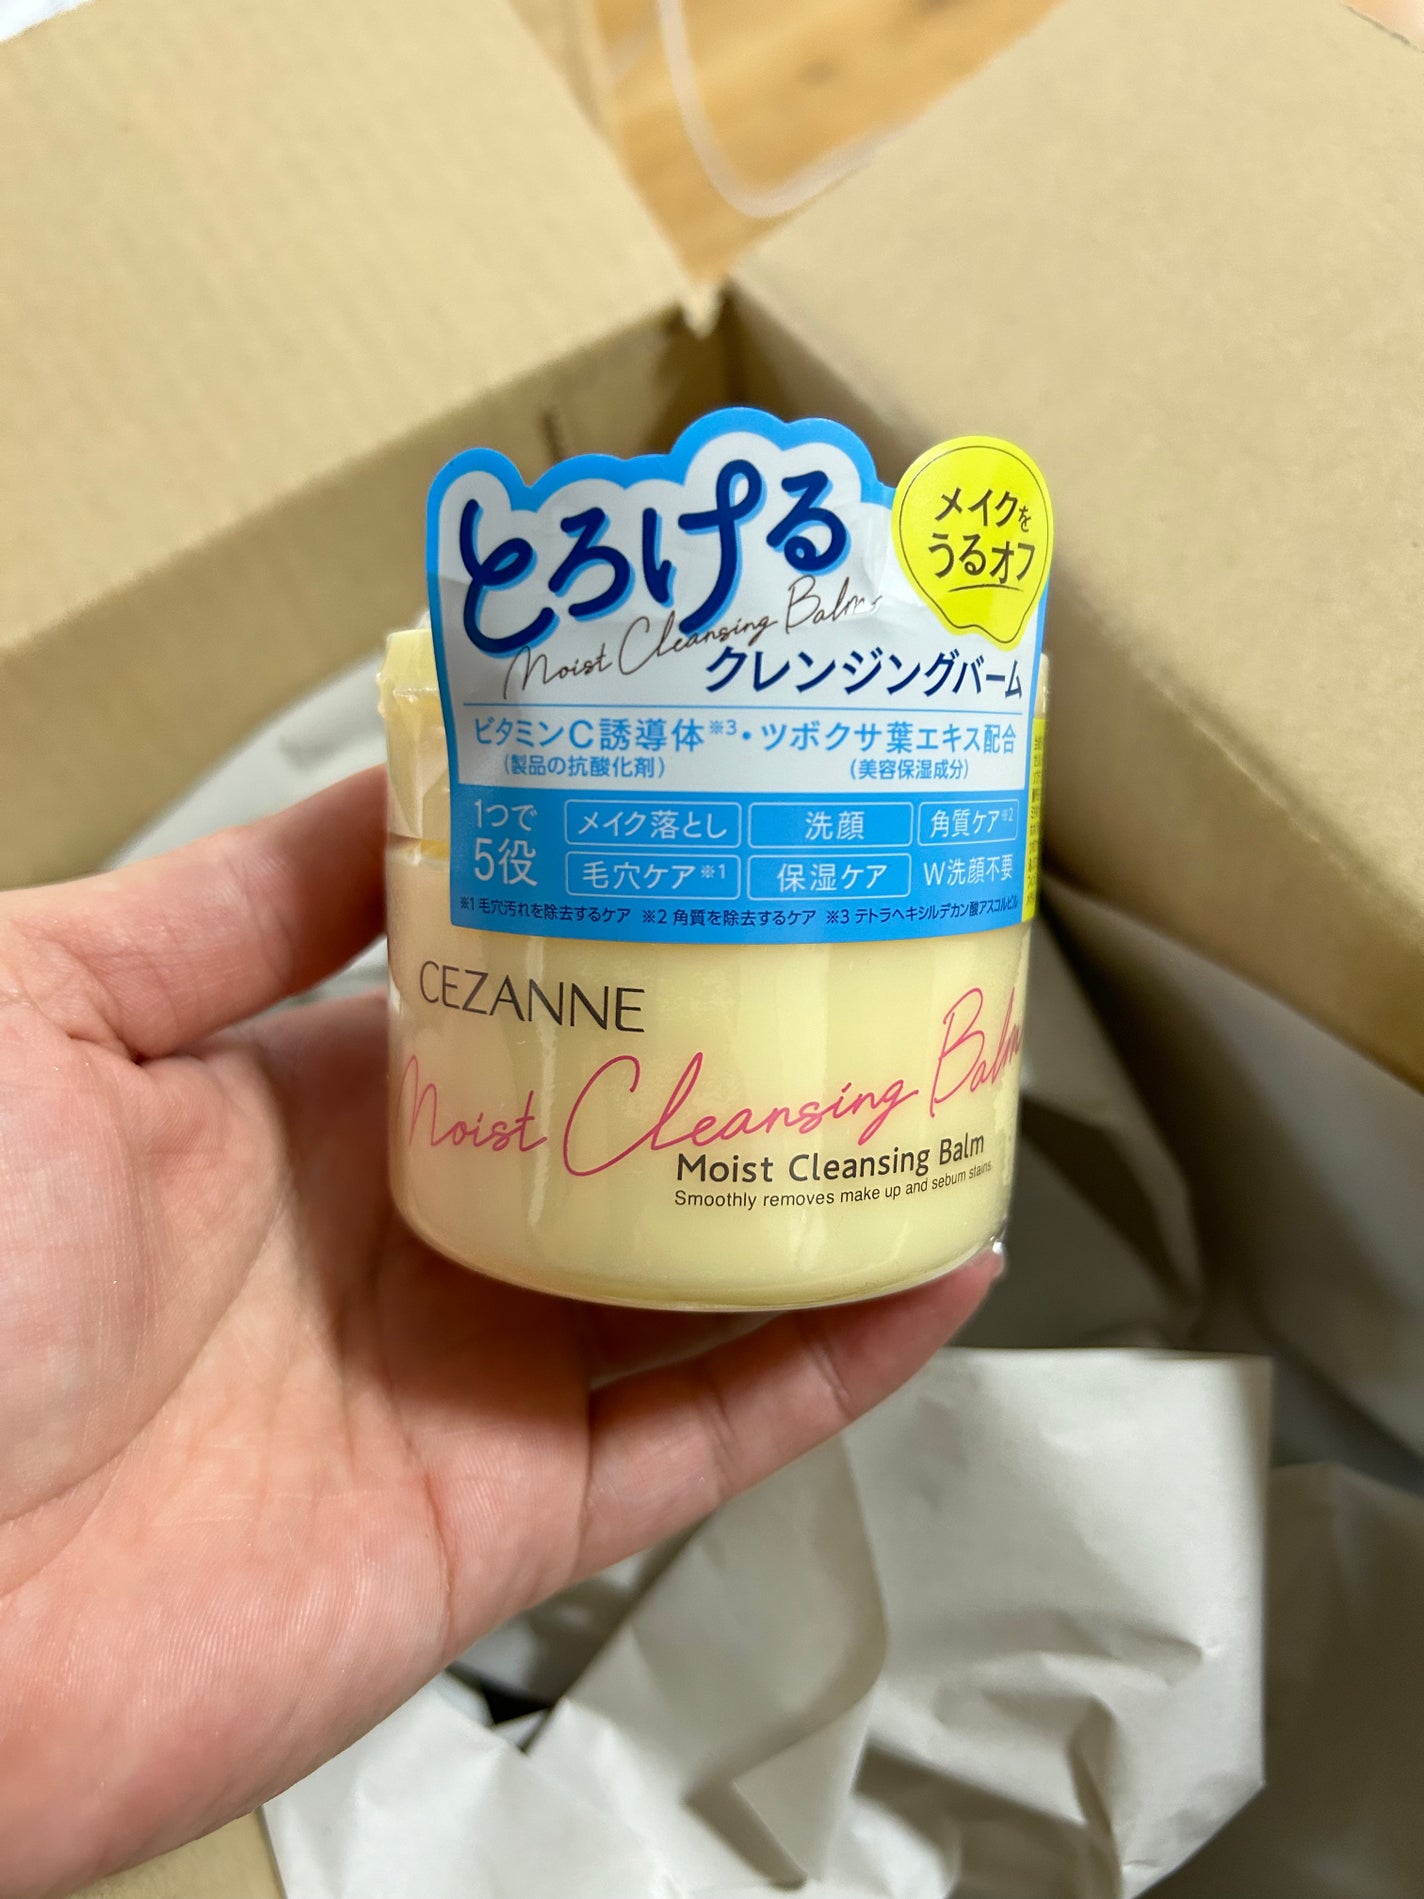 とろける
Moist Cleansing Balm
クレンジングバーム
メイクを
うるオフ
ビタミンC誘導体※3・ツボクサ葉エキス配合
(製品の抗酸化剤) (美容保湿成分)
1つで
5役
メイク落とし 洗顔 角質ケア※2
毛穴ケア※1 保湿ケア W洗顔不要
※1 毛穴汚れを除去するケア ※2 角質を除去するケア ※3 テトラヘキシルデカン酸アスコルビル
CEZANNE
Moist Cleansing Balm
Moist Cleansing Balm
Smoothly removes make up and sebum stains.